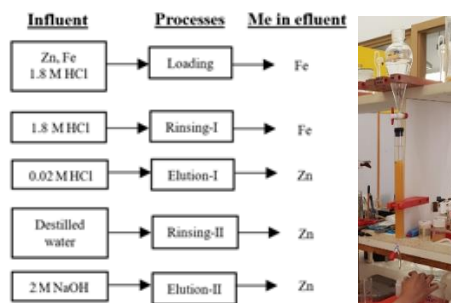 Influent Processes Me in efluent
Zn, Fe
1.8 M HCl
Loading
Fe
1.8 M HCl
Rinsing-I
Fe
0.02 M HCl
Elution-I
Zn
Destilled
water
Rinsing-II
Zn
2 M NaOH
Elution-II
Zn